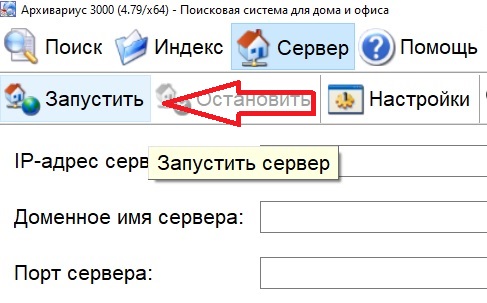 Архивариус 3000 (4.79/x64) - Поисковая система для дома и офиса
Поиск Индекс Сервер Помощь
Запустить Остановить Настройки
IP-адрес серв
Запустить сервер
Доменное имя сервера:
Порт сервера: